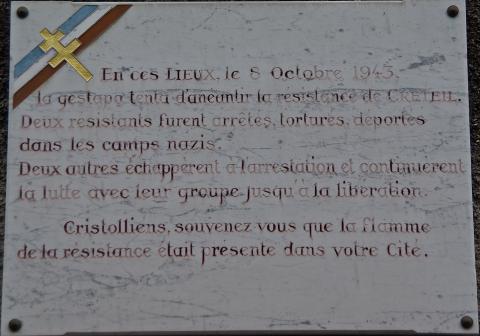 En ces LIEUX, le 8 Octobre 1943,
la gestapo tenta d'anéantir la résistance de CRETEIL.
Deux résistants furent arrêtés, torturés, déportés
dans les camps nazis.
Deux autres échappèrent à l'arrestation et continuèrent
la lutte avec leur groupe jusqu'à la libération.
Cristolliens, souvenez vous que la flamme
de la résistance était présente dans votre Cité.